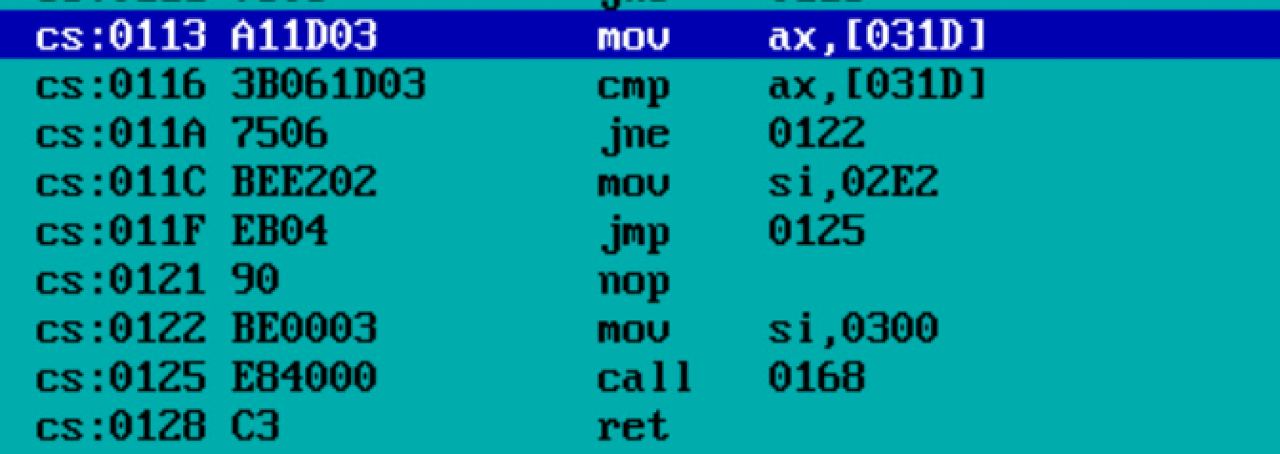 cs:0113 A11D03 mov ax,[031D]
cs:0116 3B061D03 cmp ax,[031D]
cs:011A 7506 jne 0122
cs:011C BEE202 mov si,02E2
cs:011F EB04 jmp 0125
cs:0121 90 nop
cs:0122 BE0003 mov si,0300
cs:0125 E84000 call 0168
cs:0128 C3 ret